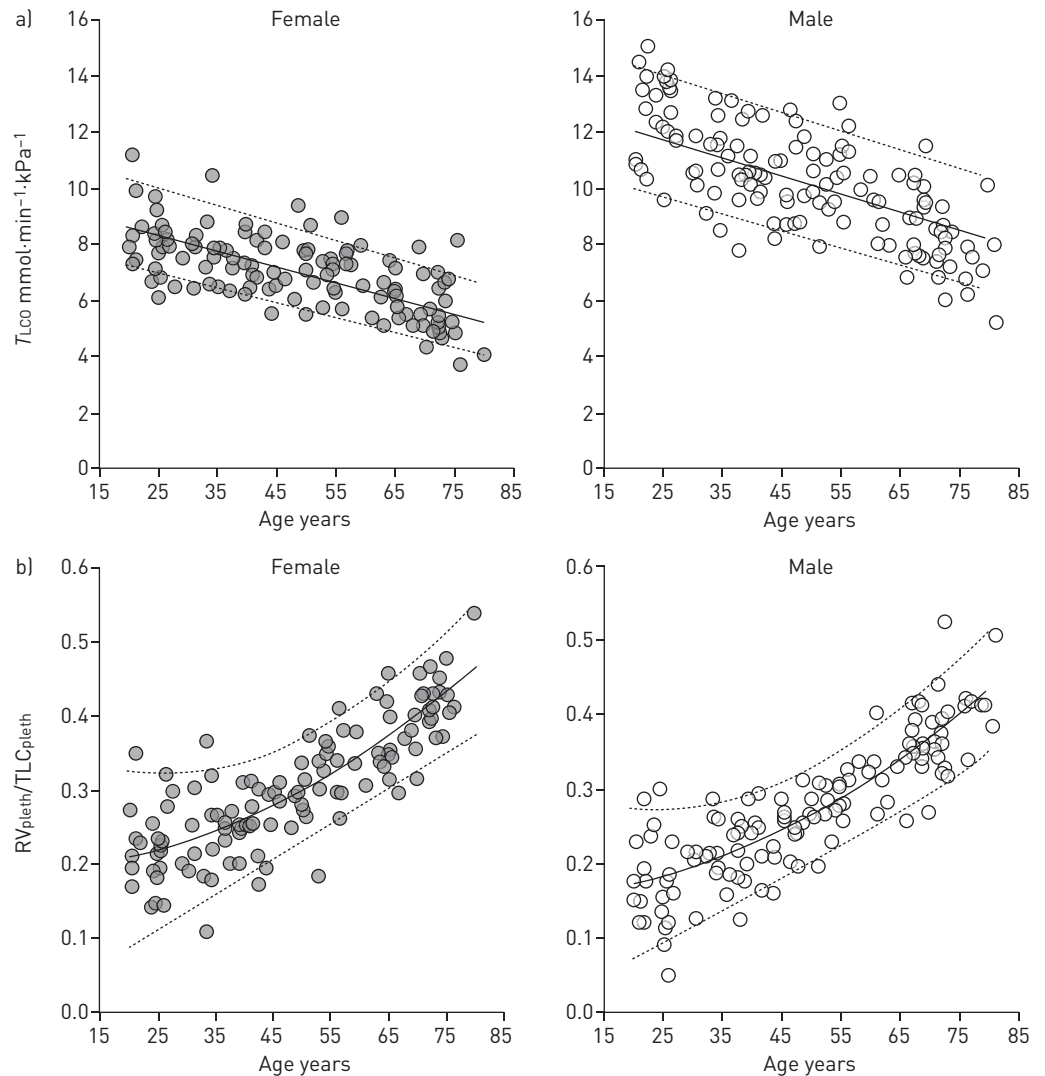 a)
Female
Male
TLCO mmol·min−1·kPa−1
16
14
12
10
8
6
4
2
0
15 25 35 45 55 65 75 85
Age years
16
14
12
10
8
6
4
2
0
15 25 35 45 55 65 75 85
Age years
b)
Female
Male
RVpleth/TLCpleth
0.6
0.5
0.4
0.3
0.2
0.1
0.0
15 25 35 45 55 65 75 85
Age years
0.6
0.5
0.4
0.3
0.2
0.1
0.0
15 25 35 45 55 65 75 85
Age years